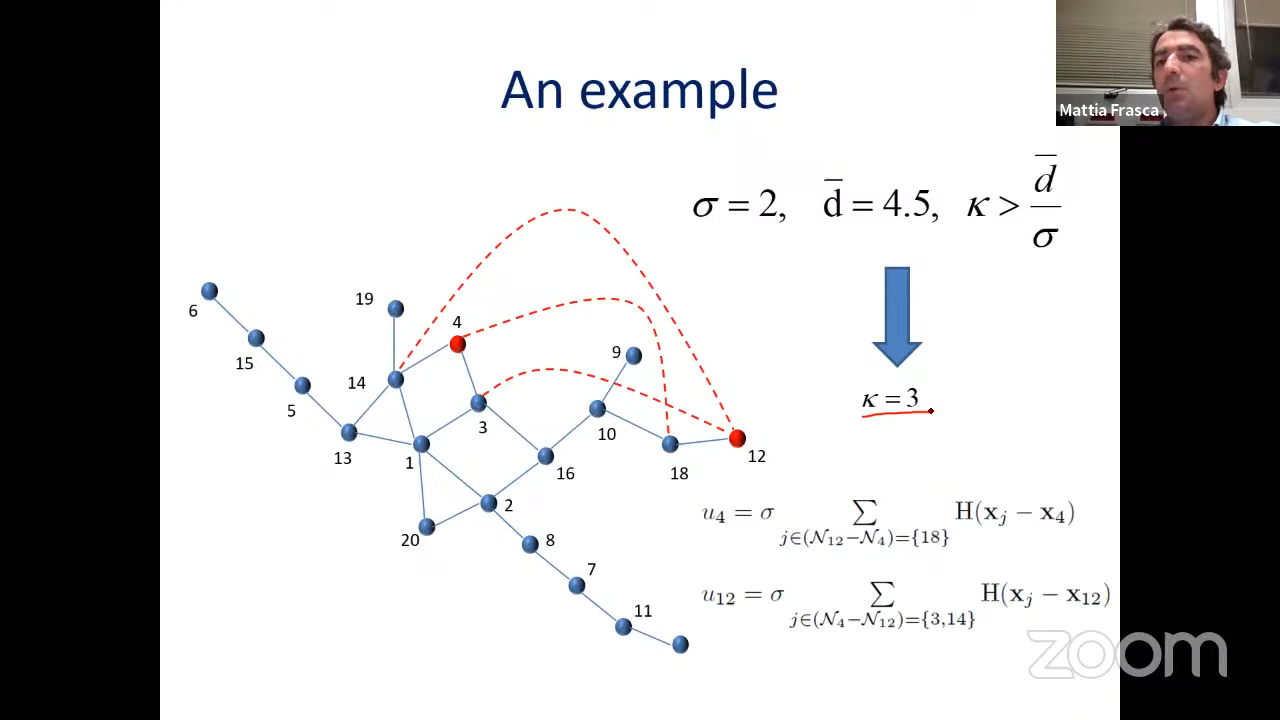 Mattia Frasca
An example
σ = 2, d̅ = 4.5, κ > d̅/σ
κ = 3
6
15
5
13
19
14
4
1
3
20
2
16
8
7
11
9
10
18
12
u₄ = σ ∑ H(xⱼ − x₄)
j∈(𝒩₁₂−𝒩₄)={18}
u₁₂ = σ ∑ H(xⱼ − x₁₂)
j∈(𝒩₄−𝒩₁₂)={3,14}
zoom